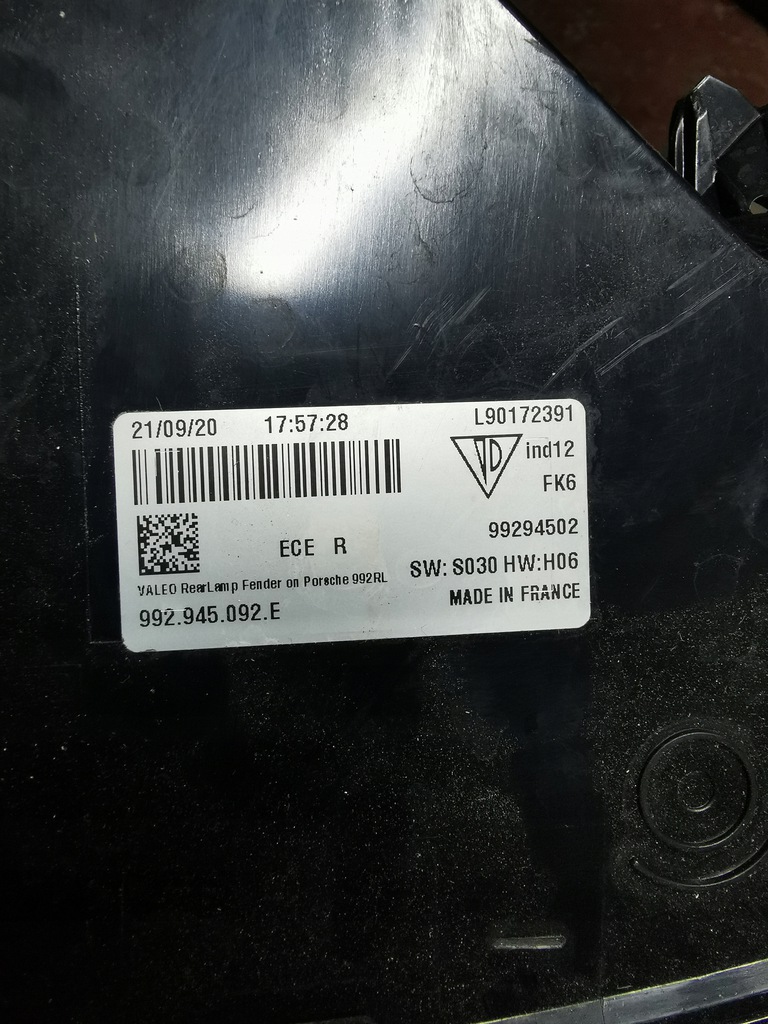 21/09/20 17:57:28 L90172391
VD ind12
FK6
99294502
ECE R
SW: S030 HW:H06
VALEO RearLamp Fender on Porsche 992RL
MADE IN FRANCE
992.945.092.E